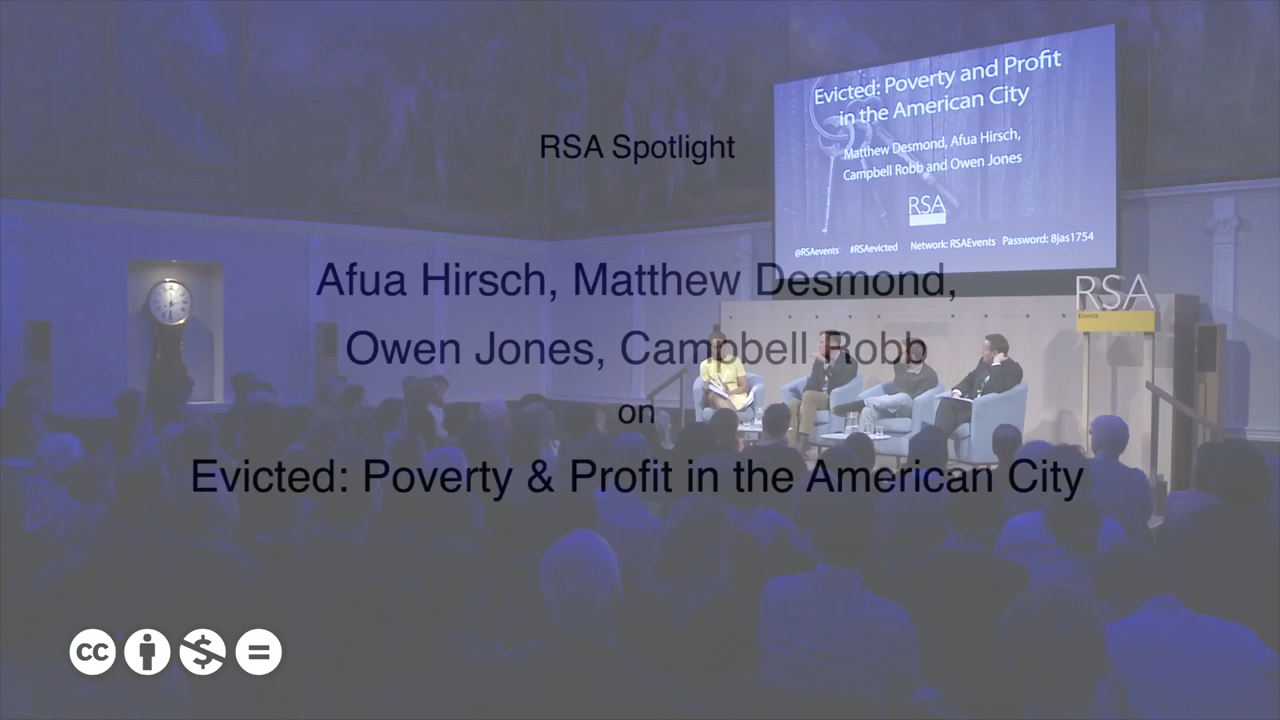 RSA Spotlight
Afua Hirsch, Matthew Desmond,
Owen Jones, Campbell Robb
on
Evicted: Poverty & Profit in the American City
Evicted: Poverty and Profit
in the American City
Matthew Desmond, Afua Hirsch,
Campbell Robb and Owen Jones
RSA
@RSAevents #RSAevicted Network: RSAEvents Password: 8jas1754
RSA
Events
cc $ =